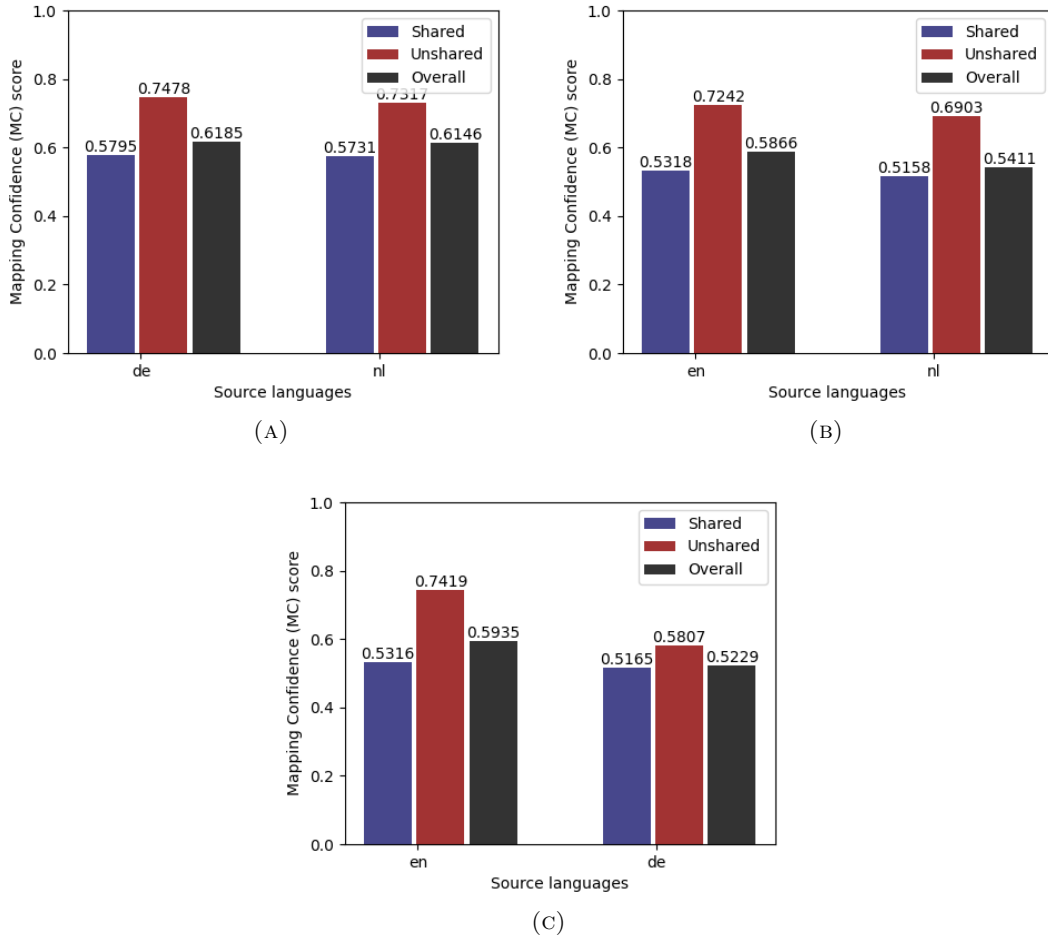 Mapping Confidence (MC) score
1.0
0.8
0.6
0.4
0.2
0.0
Shared
Unshared
Overall
0.5795
0.7478
0.6185
0.5731
0.7317
0.6146
de
nl
Source languages
(A)
Mapping Confidence (MC) score
1.0
0.8
0.6
0.4
0.2
0.0
Shared
Unshared
Overall
0.5318
0.7242
0.5866
0.5158
0.6903
0.5411
en
nl
Source languages
(B)
Mapping Confidence (MC) score
1.0
0.8
0.6
0.4
0.2
0.0
Shared
Unshared
Overall
0.5316
0.7419
0.5935
0.5165
0.5807
0.5229
en
de
Source languages
(C)